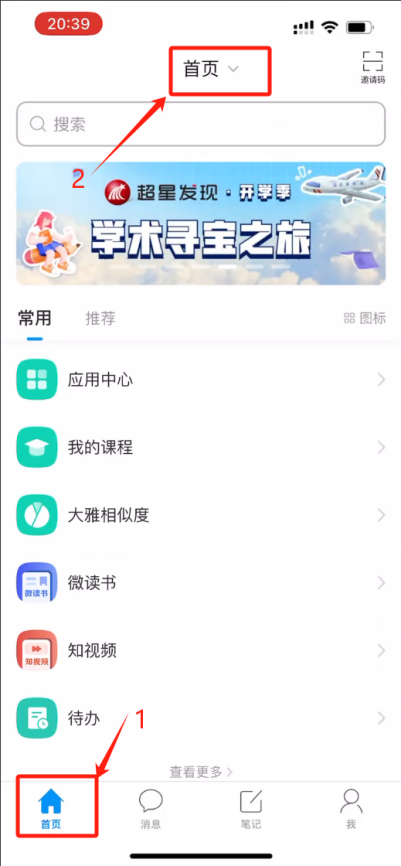 20:39
首页
邀请码
搜索
2
超星发现·开学季
学术寻宝之旅
常用 推荐 图标
应用中心
我的课程
大雅相似度
微读书
微读书
知视频
知视频
待办
1
查看更多
首页 消息 笔记 我